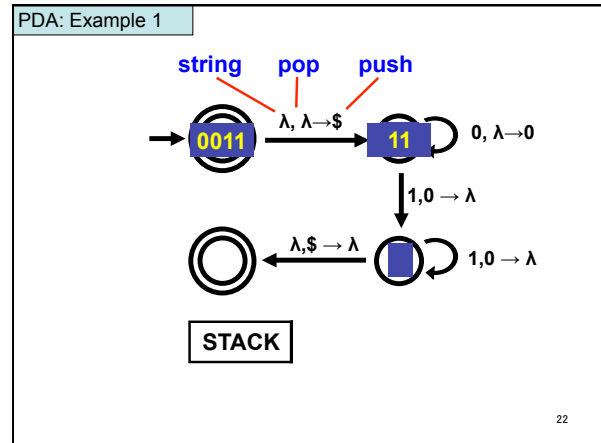 PDA: Example 1
string pop push
λ, λ→$
0011
11
0, λ→0
1,0 → λ
λ,$ → λ
1,0 → λ
STACK
22